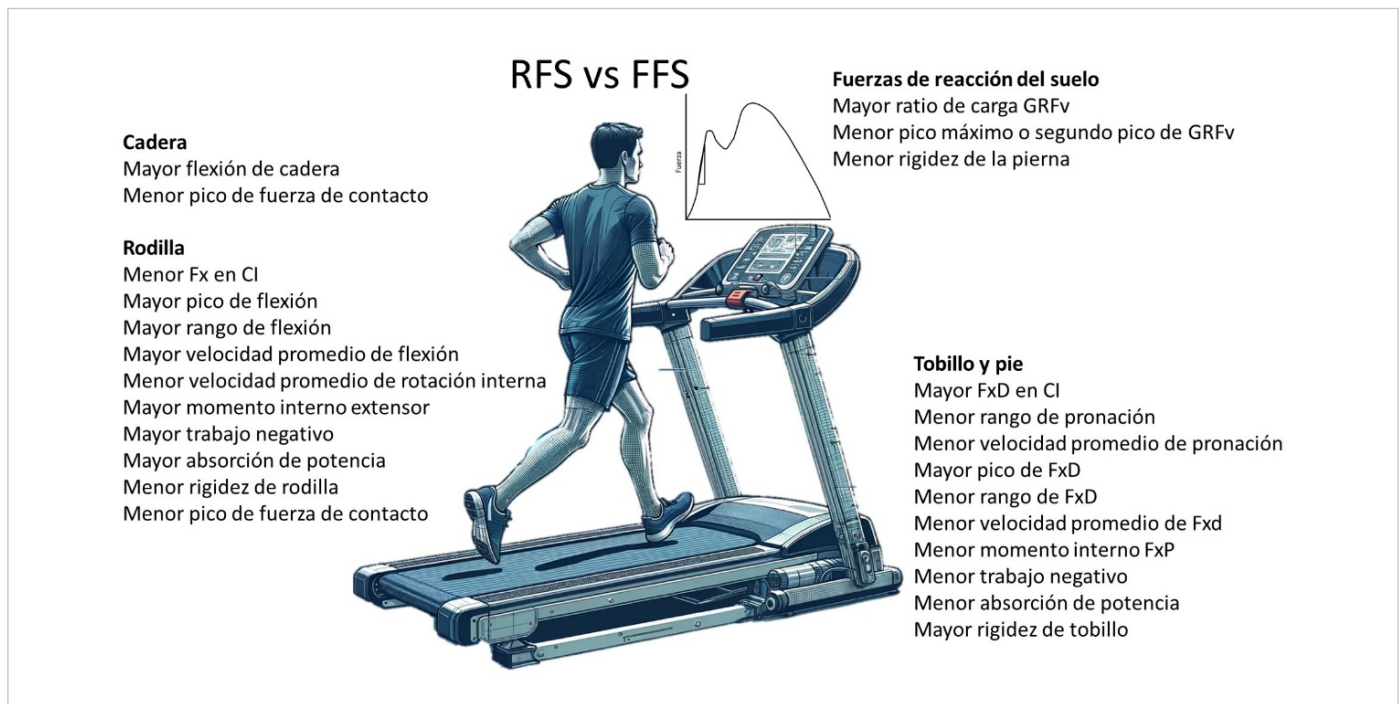 RFS vs FFS
Cadera
Mayor flexión de cadera
Menor pico de fuerza de contacto
Rodilla
Menor Fx en CI
Mayor pico de flexión
Mayor rango de flexión
Mayor velocidad promedio de flexión
Menor velocidad promedio de rotación interna
Mayor momento interno extensor
Mayor trabajo negativo
Mayor absorción de potencia
Menor rigidez de rodilla
Menor pico de fuerza de contacto
Fuerza
Fuerzas de reacción del suelo
Mayor ratio de carga GRFv
Menor pico máximo o segundo pico de GRFv
Menor rigidez de la pierna
Tobillo y pie
Mayor FxD en CI
Menor rango de pronación
Menor velocidad promedio de pronación
Mayor pico de FxD
Menor rango de FxD
Menor velocidad promedio de Fxd
Menor momento interno FxP
Menor trabajo negativo
Menor absorción de potencia
Mayor rigidez de tobillo